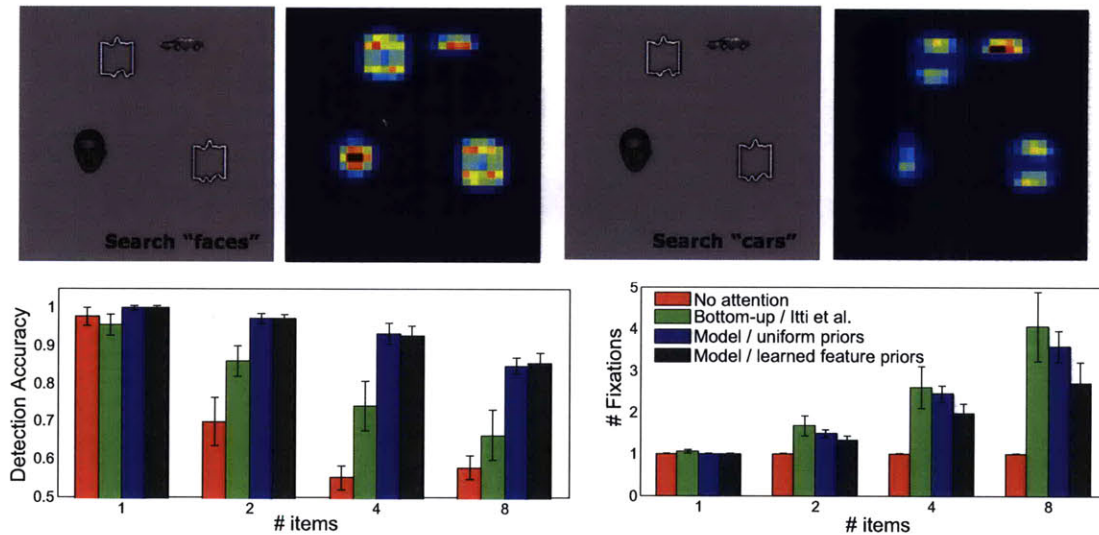 Search “faces”
Search “cars”
Detection Accuracy
1
0.9
0.8
0.7
0.6
0.5
1 2 4 8
# items
# Fixations
5
4
3
2
1
0
No attention
Bottom-up / Itti et al.
Model / uniform priors
Model / learned feature priors
1 2 4 8
# items